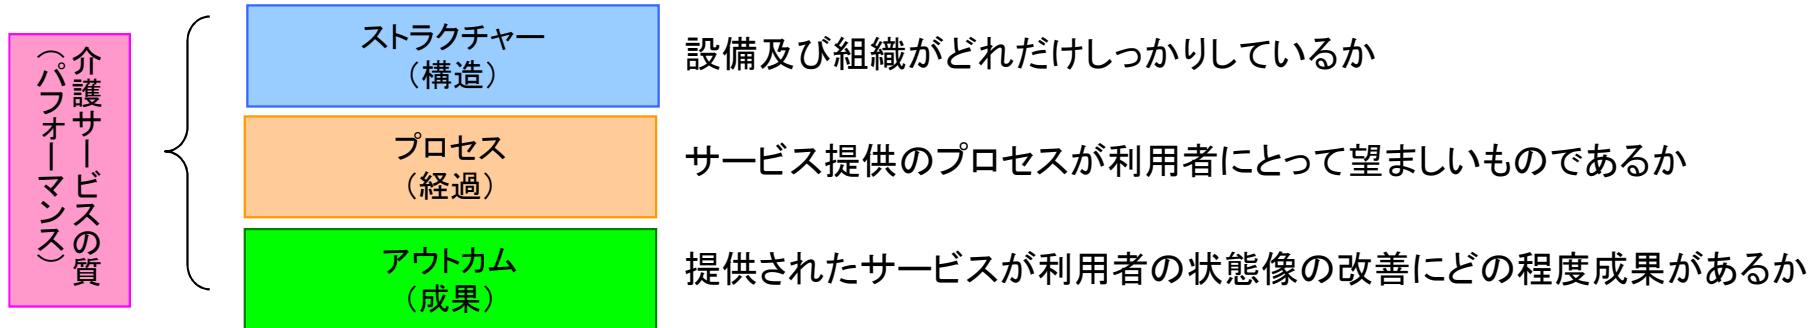 介護サービスの質
（パフォーマンス）
ストラクチャー
（構造）
設備及び組織がどれだけしっかりしているか
プロセス
（経過）
サービス提供のプロセスが利用者にとって望ましいものであるか
アウトカム
（成果）
提供されたサービスが利用者の状態像の改善にどの程度成果があるか